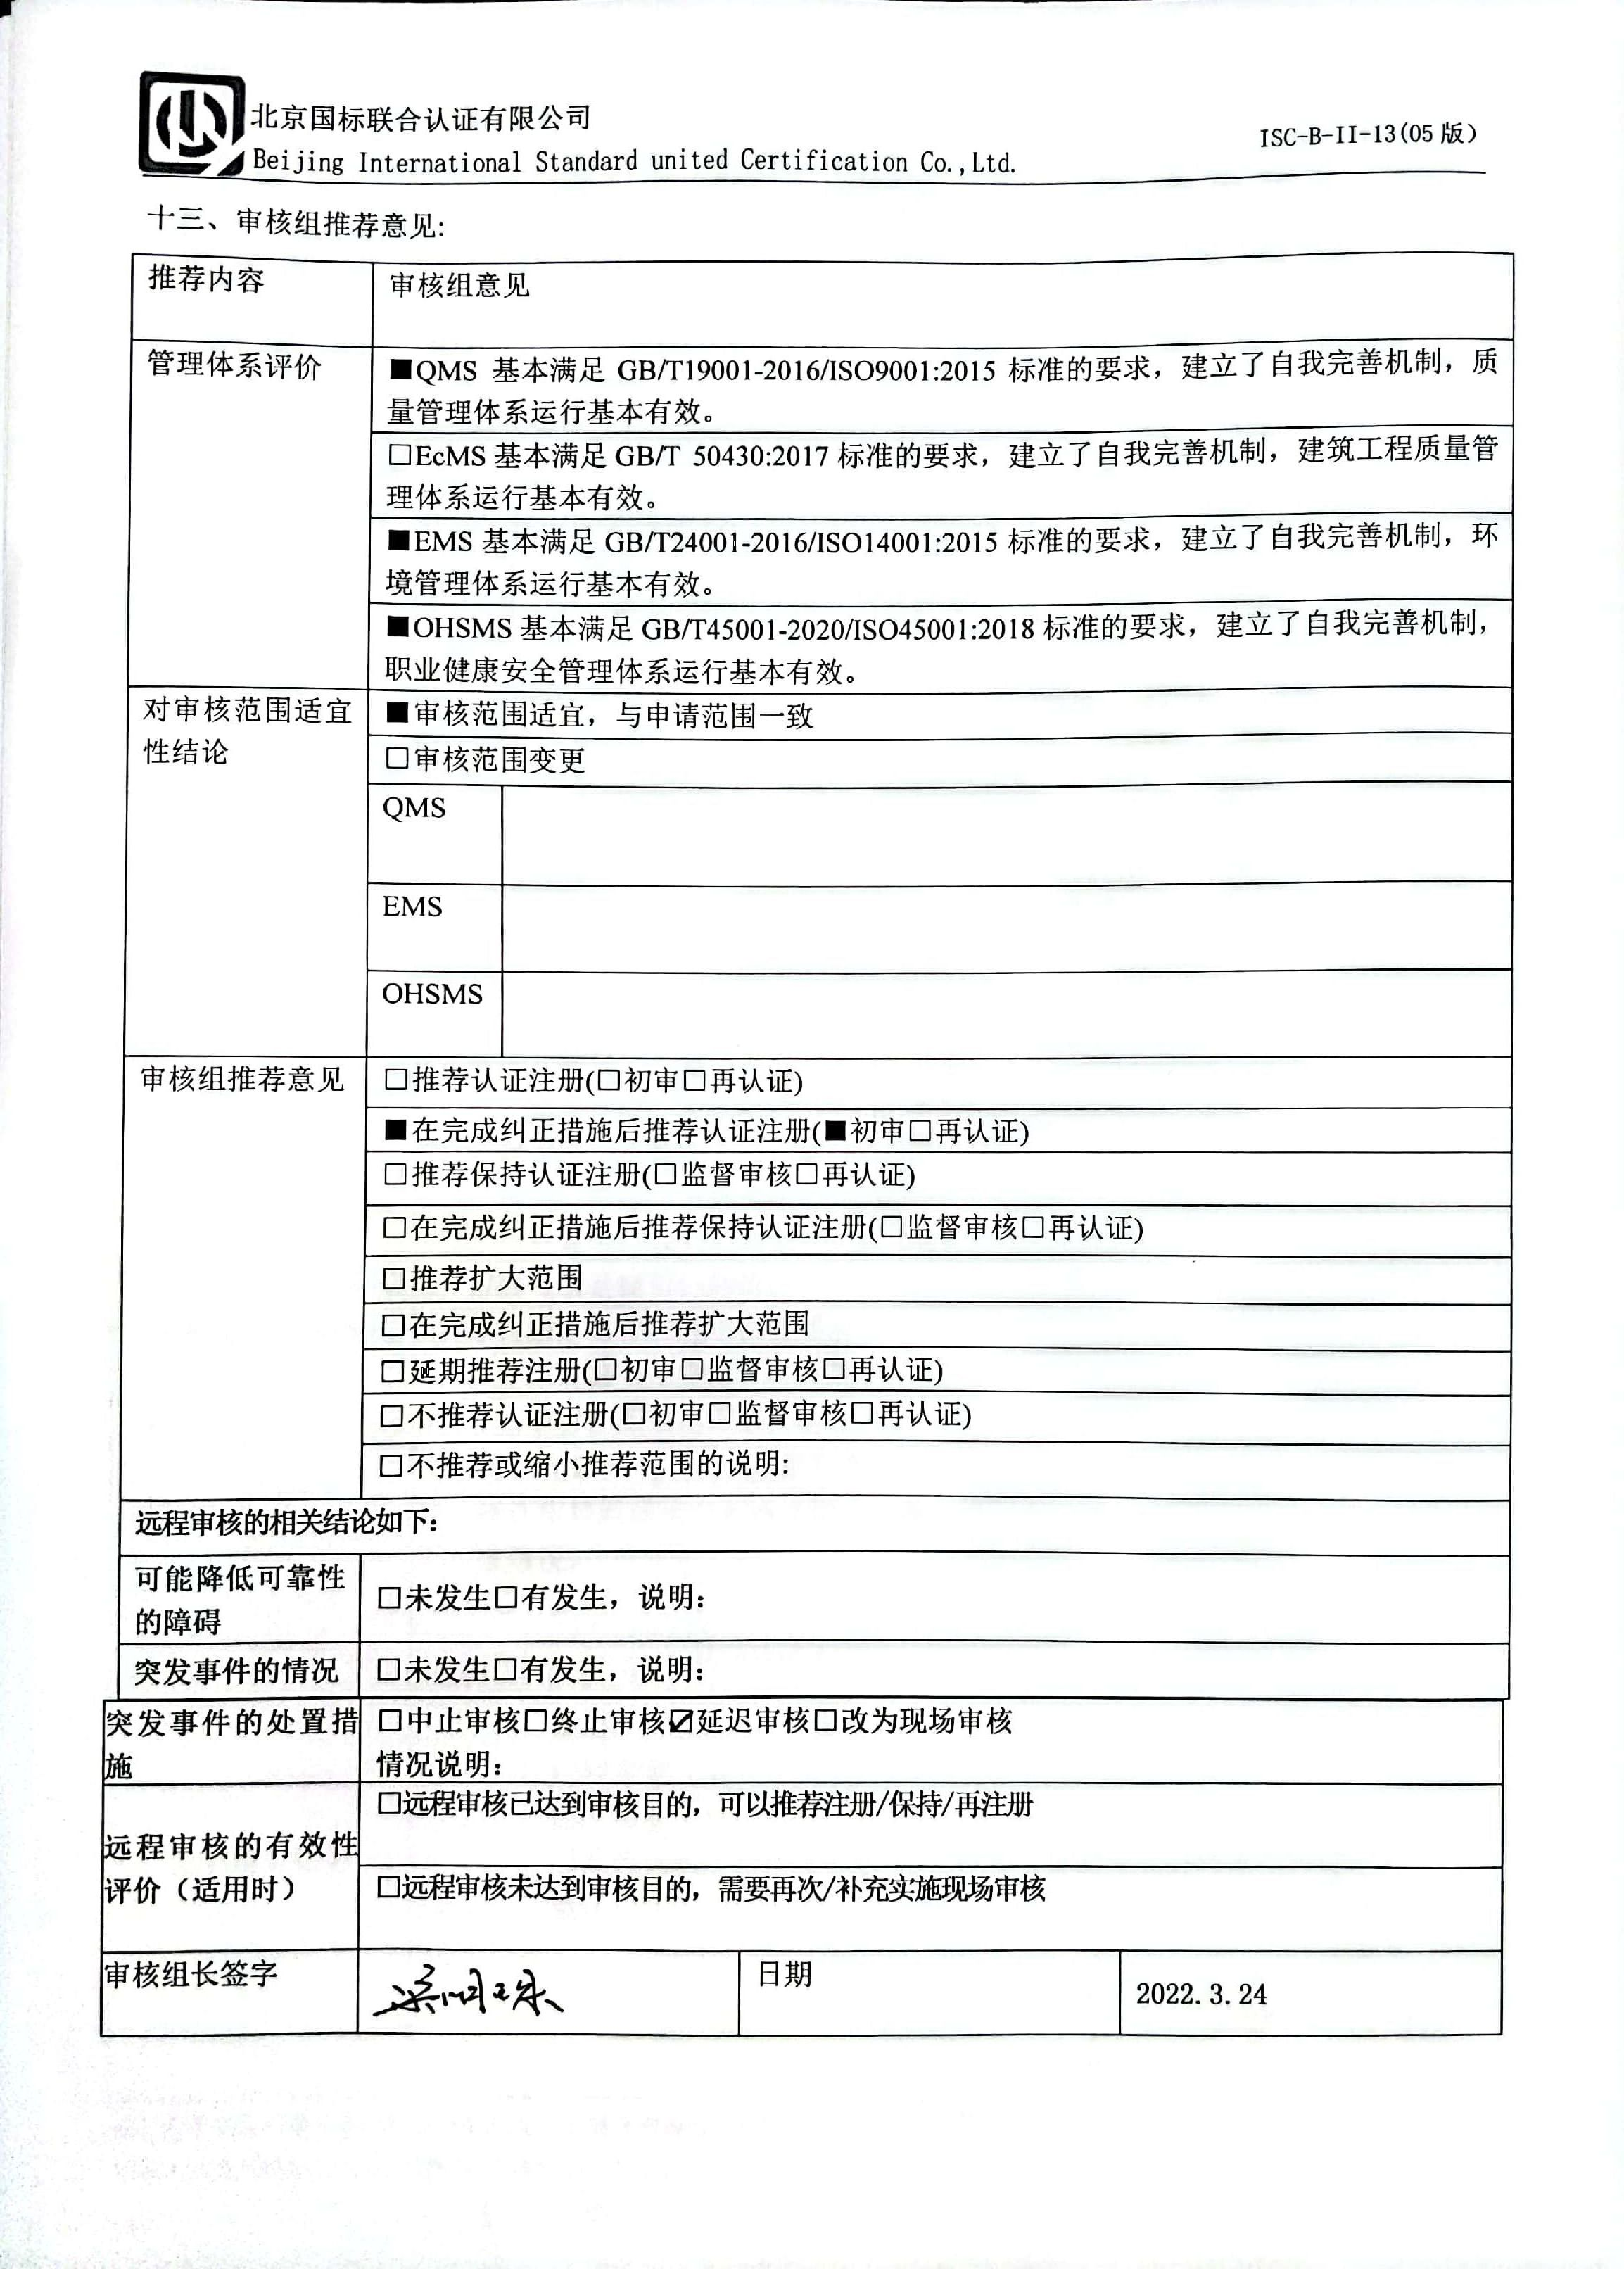 北京国标联合认证有限公司
Beijing International Standard united Certification Co.,Ltd.
ISC-B-II-13(05 版)
十三、审核组推荐意见:
推荐内容
审核组意见
管理体系评价
■QMS 基本满足 GB/T19001-2016/ISO9001:2015 标准的要求，建立了自我完善机制，质
量管理体系运行基本有效。
□EcMS 基本满足 GB/T 50430:2017 标准的要求，建立了自我完善机制，建筑工程质量管
理体系运行基本有效。
■EMS 基本满足 GB/T24001-2016/ISO14001:2015 标准的要求，建立了自我完善机制，环
境管理体系运行基本有效。
■OHSMS 基本满足 GB/T45001-2020/ISO45001:2018 标准的要求，建立了自我完善机制，
职业健康安全管理体系运行基本有效。
对审核范围适宜
性结论
■审核范围适宜，与申请范围一致
□审核范围变更
QMS
EMS
OHSMS
审核组推荐意见
□推荐认证注册(□初审□再认证)
■在完成纠正措施后推荐认证注册(■初审□再认证)
□推荐保持认证注册(□监督审核□再认证)
□在完成纠正措施后推荐保持认证注册(□监督审核□再认证)
□推荐扩大范围
□在完成纠正措施后推荐扩大范围
□延期推荐注册(□初审□监督审核□再认证)
□不推荐认证注册(□初审□监督审核□再认证)
□不推荐或缩小推荐范围的说明:
远程审核的相关结论如下：
可能降低可靠性
的障碍
□未发生□有发生，说明：
突发事件的情况
□未发生□有发生，说明：
突发事件的处置措
施
□中止审核□终止审核☑延迟审核□改为现场审核
情况说明：
远程审核的有效性
评价（适用时）
□远程审核已达到审核目的，可以推荐注册/保持/再注册
□远程审核未达到审核目的，需要再次/补充实施现场审核
审核组长签字
日期
2022.3.24